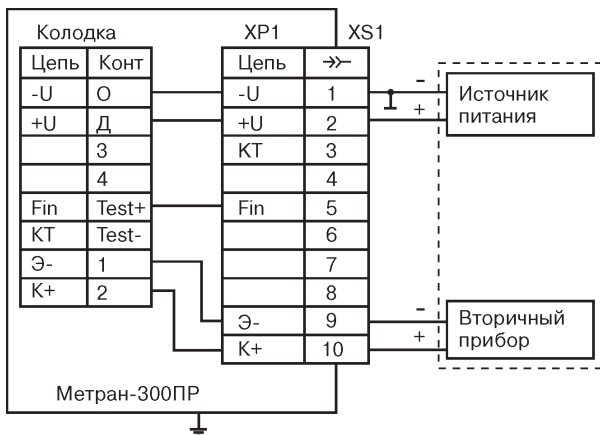 Колодка XP1 XS1
Цепь Конт Цепь
-U О -U 1 - Источник
+U Д +U 2 + питания
3 КТ 3
4 4
Fin Test+ Fin 5
КТ Test- 6
Э- 1 7
К+ 2 8
Э- 9 - Вторичный
К+ 10 + прибор
Метран-300ПР